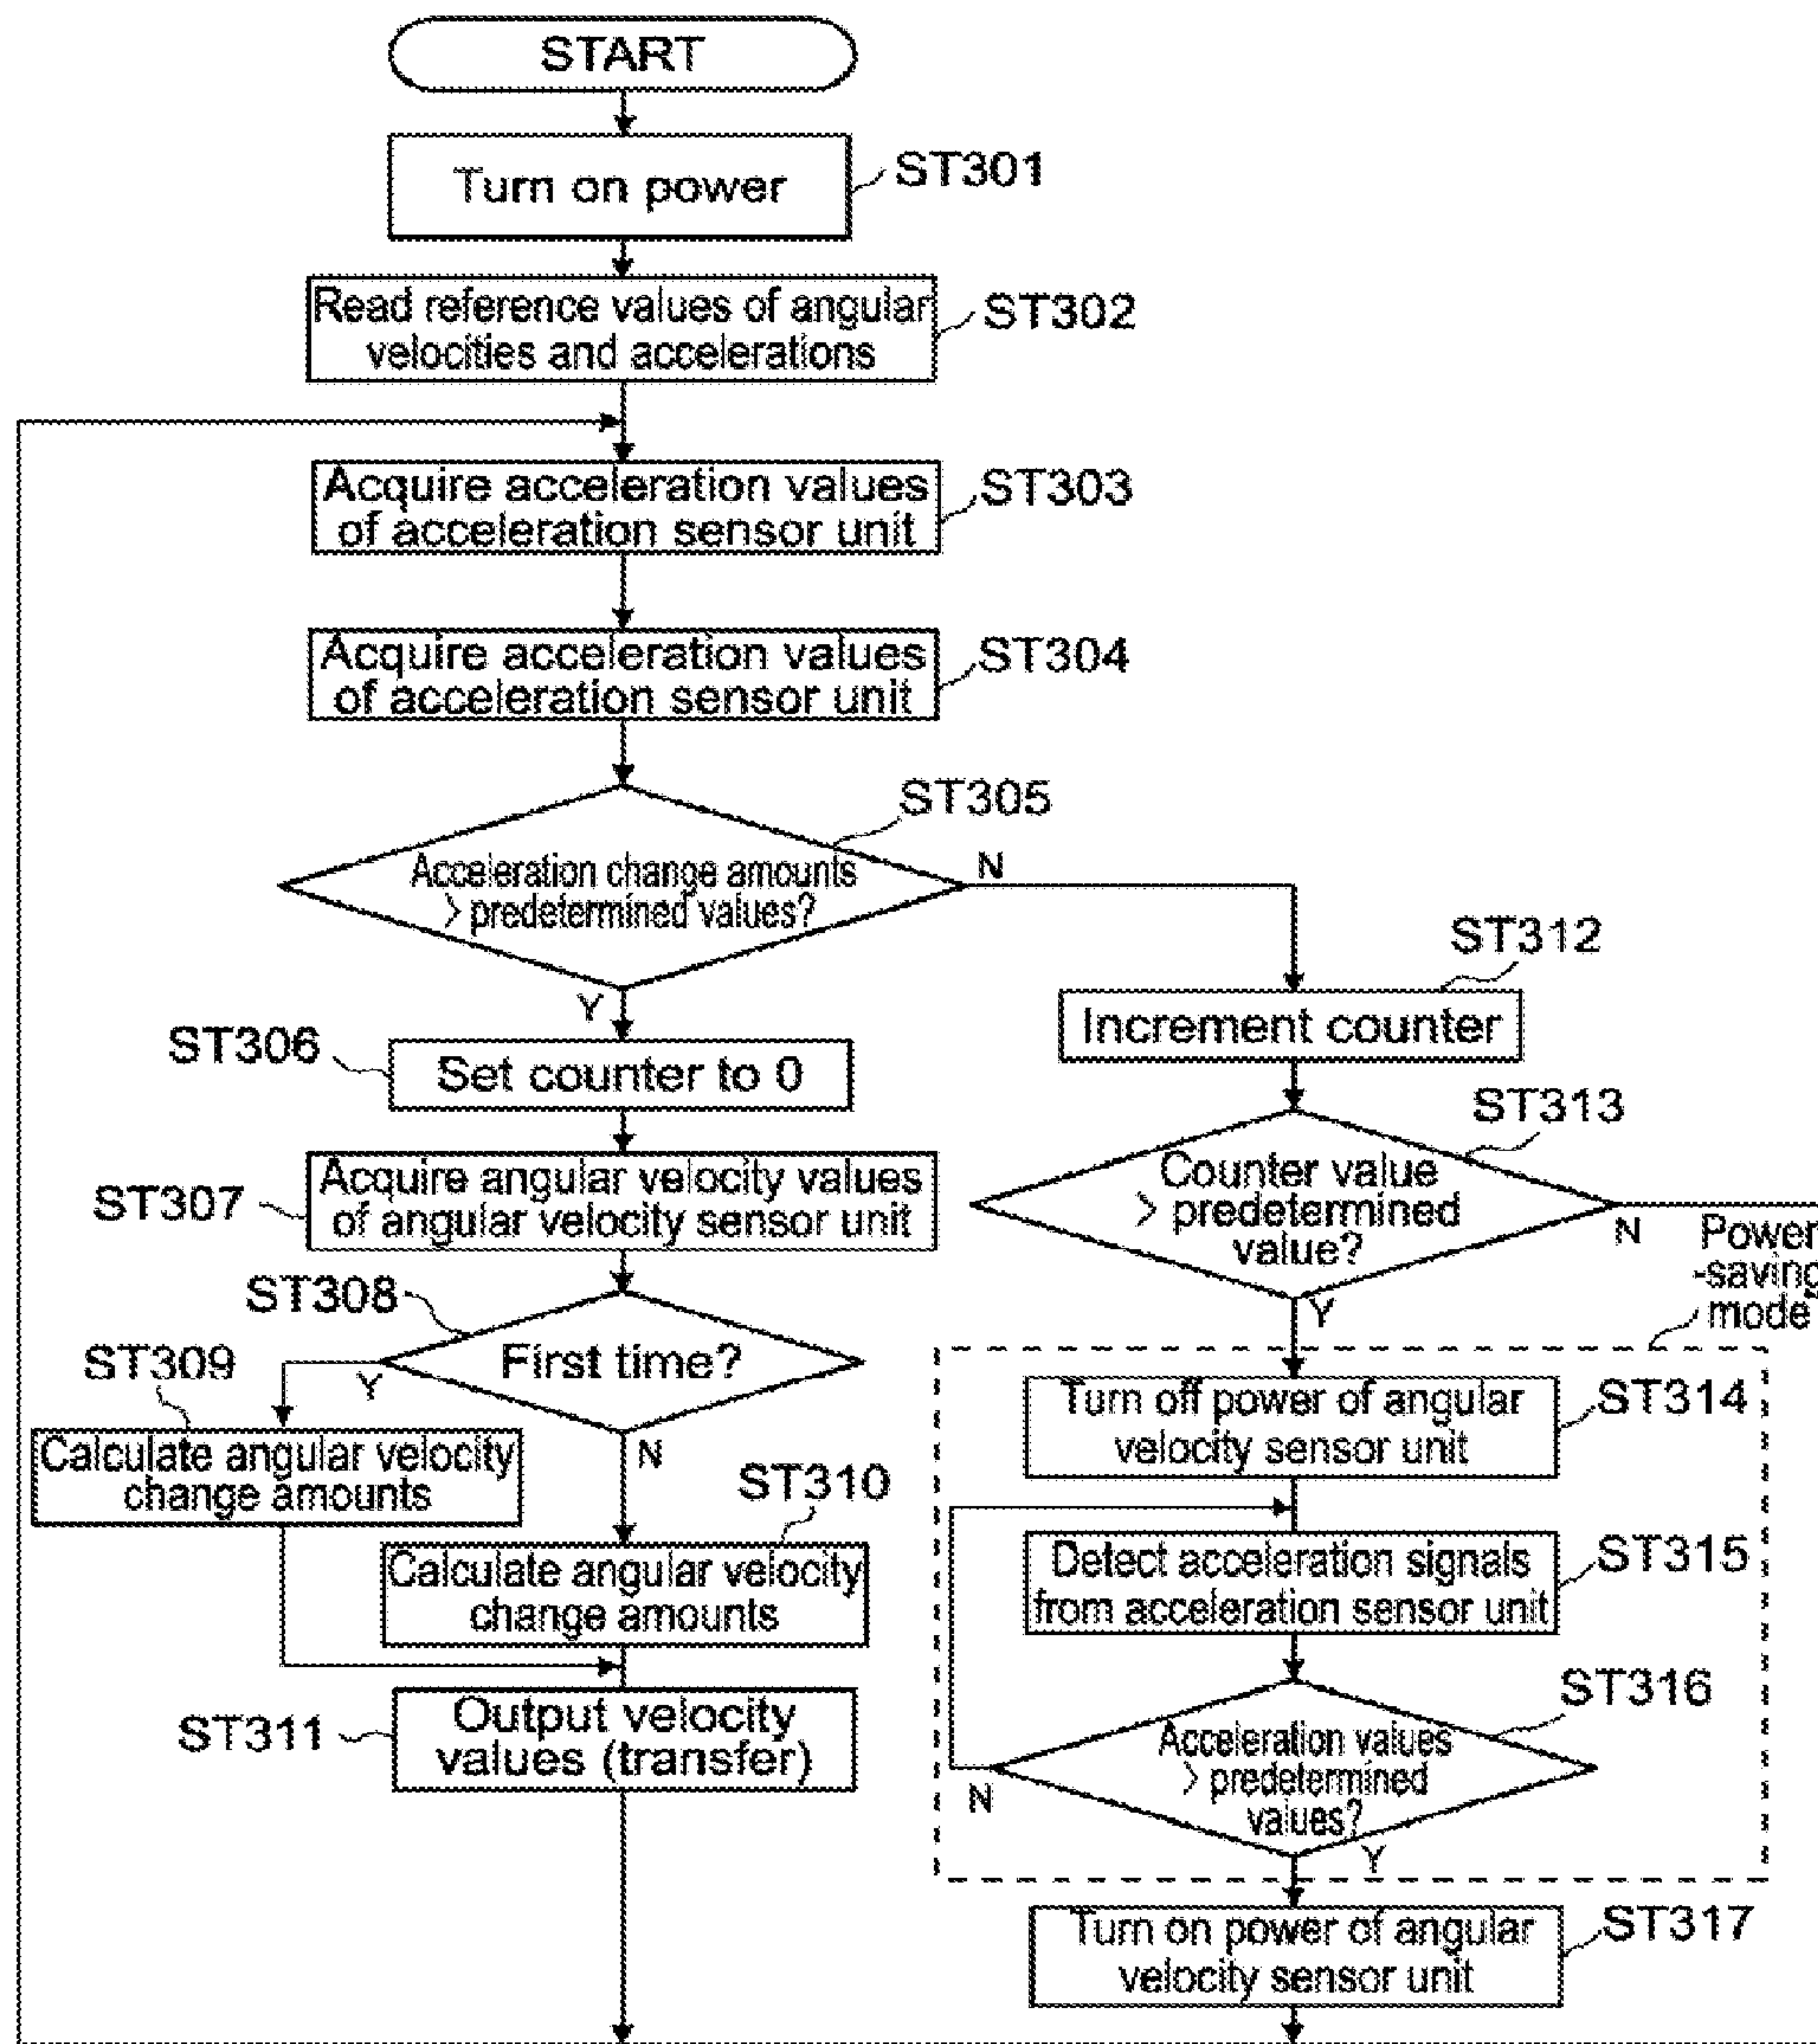 START
Turn on power
ST301
Read reference values of angular
velocities and accelerations
ST302
Acquire acceleration values
of acceleration sensor unit
ST303
Acquire acceleration values
of acceleration sensor unit
ST304
ST305
Acceleration change amounts
> predetermined values?
N
Y
ST312
Increment counter
ST306
Set counter to 0
ST313
Counter value
> predetermined
value?
N
Y
Power
-saving
mode
ST307
Acquire angular velocity values
of angular velocity sensor unit
ST308
First time?
Y
N
ST309
Calculate angular velocity
change amounts
ST310
Calculate angular velocity
change amounts
ST311
Output velocity
values (transfer)
Turn off power of angular
velocity sensor unit
ST314
Detect acceleration signals
from acceleration sensor unit
ST315
ST316
Acceleration values
> predetermined
values?
N
Y
Turn on power of angular
velocity sensor unit
ST317